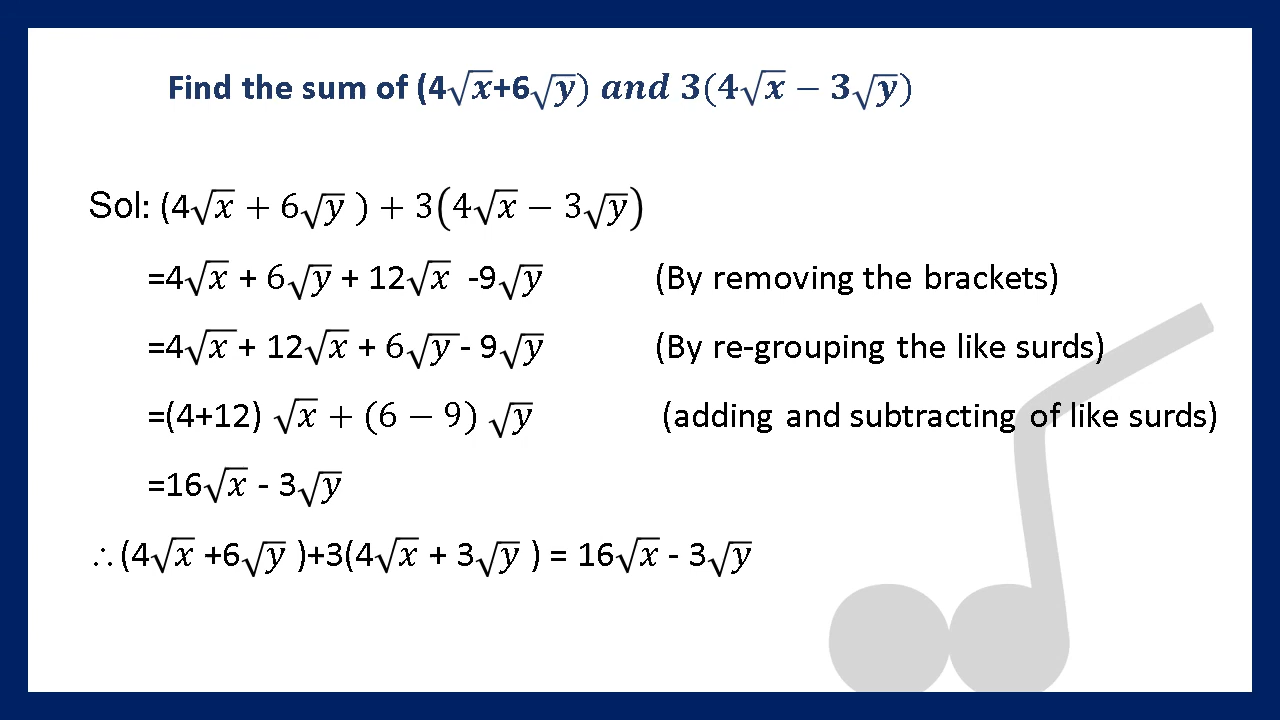 Find the sum of (4√x+6√y) and 3(4√x − 3√y)
Sol: (4√x + 6√y ) + 3(4√x − 3√y)
=4√x + 6√y + 12√x -9√y (By removing the brackets)
=4√x + 12√x + 6√y - 9√y (By re-grouping the like surds)
=(4+12) √x + (6 − 9) √y (adding and subtracting of like surds)
=16√x - 3√y
∴ (4√x +6√y )+3(4√x + 3√y ) = 16√x - 3√y